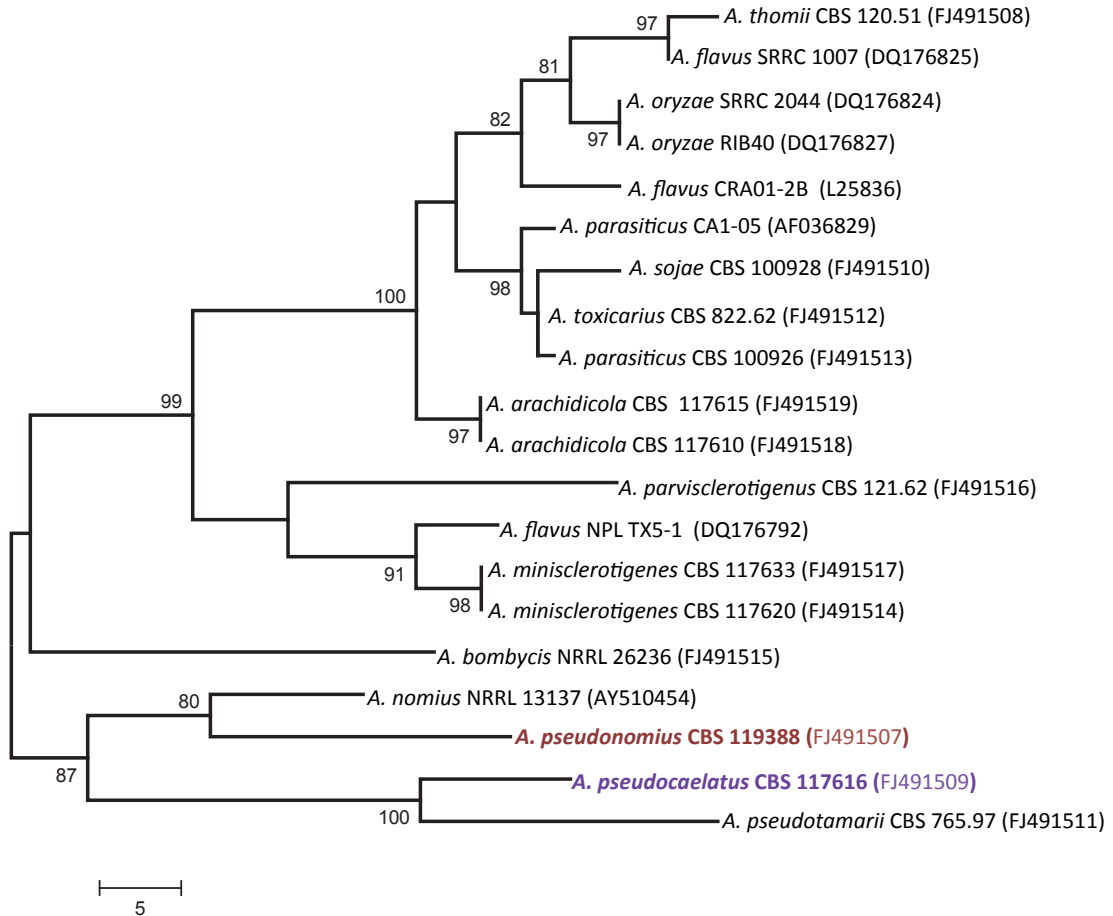 A. thomii CBS 120.51 (FJ491508)
97
A. flavus SRRC 1007 (DQ176825)
81
A. oryzae SRRC 2044 (DQ176824)
82
97
A. oryzae RIB40 (DQ176827)
A. flavus CRA01-2B (L25836)
A. parasiticus CA1-05 (AF036829)
A. sojae CBS 100928 (FJ491510)
98
100
A. toxicarius CBS 822.62 (FJ491512)
A. parasiticus CBS 100926 (FJ491513)
99
A. arachidicola CBS 117615 (FJ491519)
97
A. arachidicola CBS 117610 (FJ491518)
A. parvisclerotigenus CBS 121.62 (FJ491516)
A. flavus NPL TX5-1 (DQ176792)
91
A. minisclerotigenes CBS 117633 (FJ491517)
98
A. minisclerotigenes CBS 117620 (FJ491514)
A. bombycis NRRL 26236 (FJ491515)
80
A. nomius NRRL 13137 (AY510454)
A. pseudonomius CBS 119388 (FJ491507)
87
A. pseudocaelatus CBS 117616 (FJ491509)
100
A. pseudotamarii CBS 765.97 (FJ491511)
5